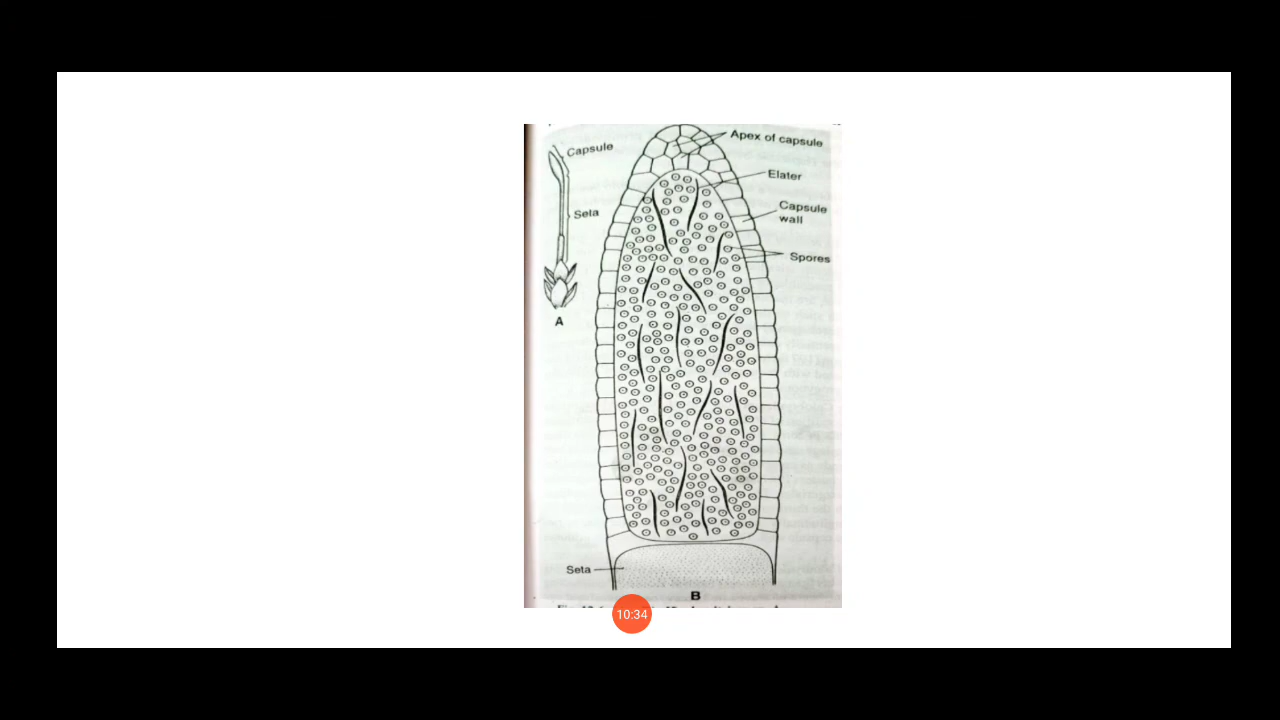 Capsule
Seta
A
Apex of capsule
Elater
Capsule
wall
Spores
Seta
B
10:34